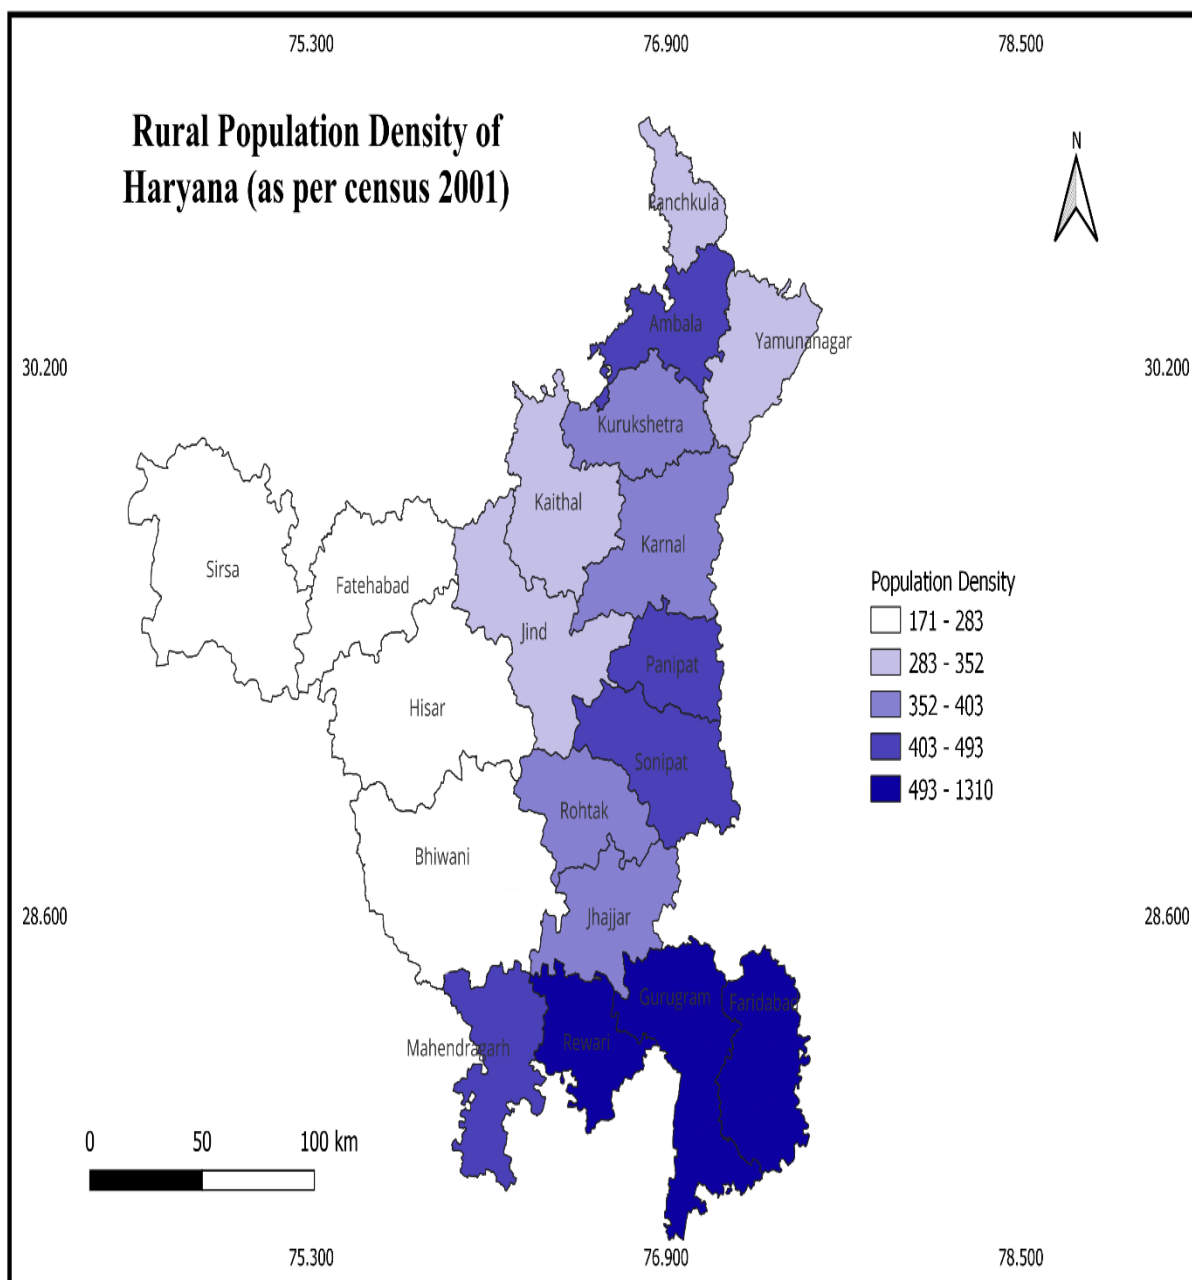 75.300 76.900 78.500
Rural Population Density of
Haryana (as per census 2001)
N
Panchkula
Ambala
Yamunanagar
30.200 30.200
Kurukshetra
Kaithal
Karnal
Sirsa
Fatehabad
Jind
Panipat
Hisar
Sonipat
Rohtak
Bhiwani
Jhajjar
Gurugram
Faridabad
Rewari
Mahendragarh
Population Density
171 - 283
283 - 352
352 - 403
403 - 493
493 - 1310
28.600 28.600
0 50 100 km
75.300 76.900 78.500